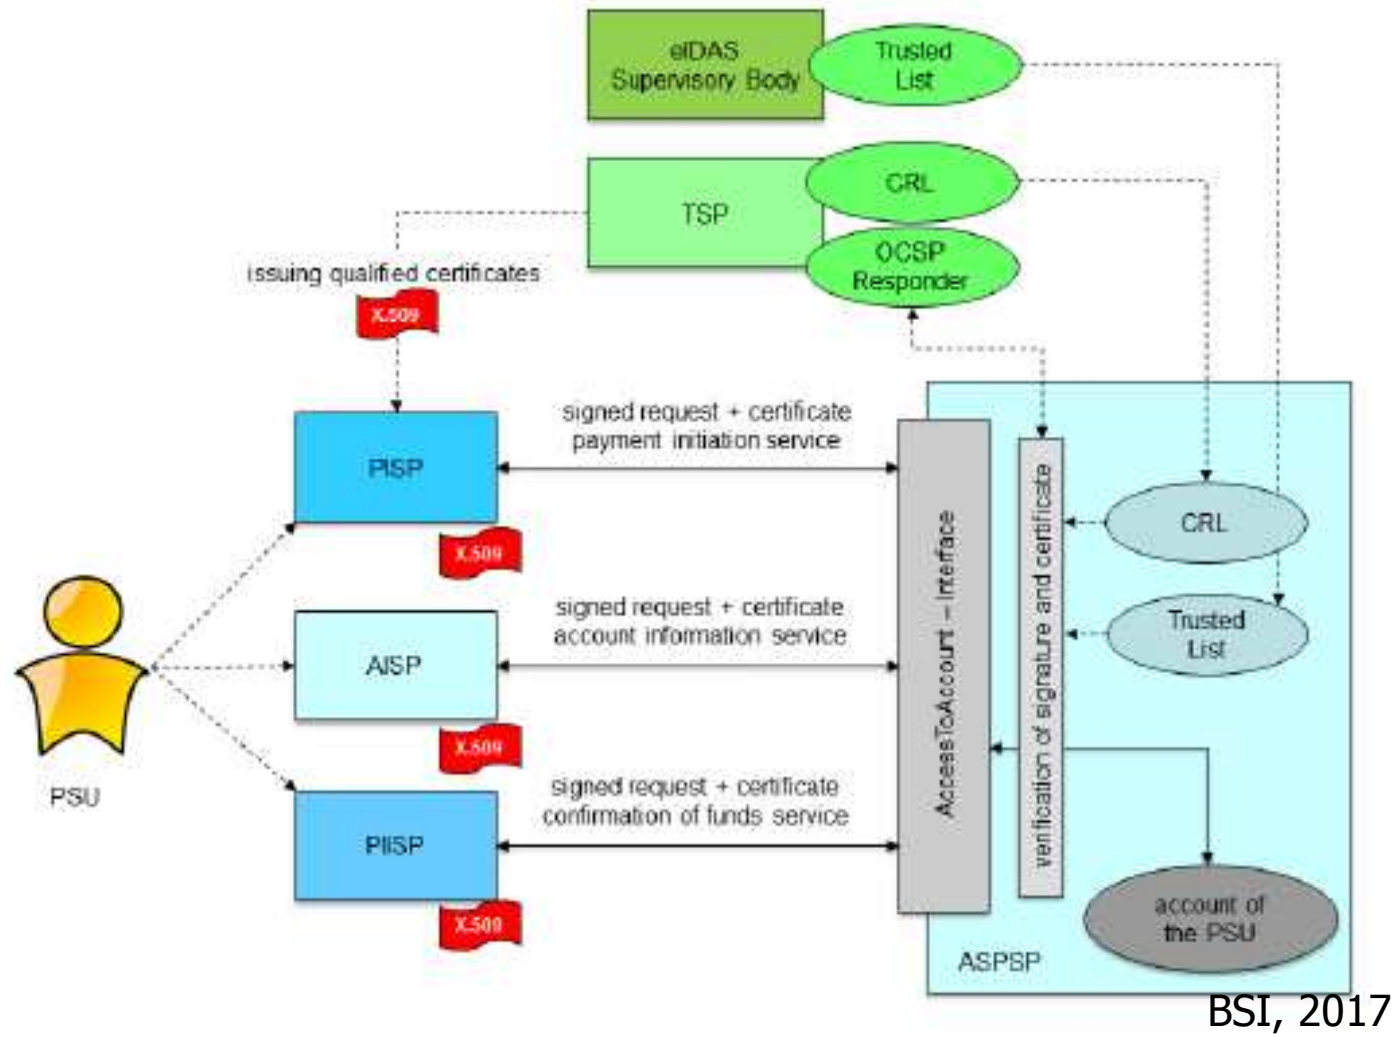 eIDAS
Supervisory Body
Trusted
List
TSP
CRL
OCSP
Responder
issuing qualified certificates
X.509
PISP
X.509
signed request + certificate
payment initiation service
AISP
X.509
signed request + certificate
account information service
PIISP
X.509
signed request + certificate
confirmation of funds service
PSU
AccessToAccount – Interface
verification of signature and certificate
CRL
Trusted
List
account of
the PSU
ASPSP
BSI, 2017